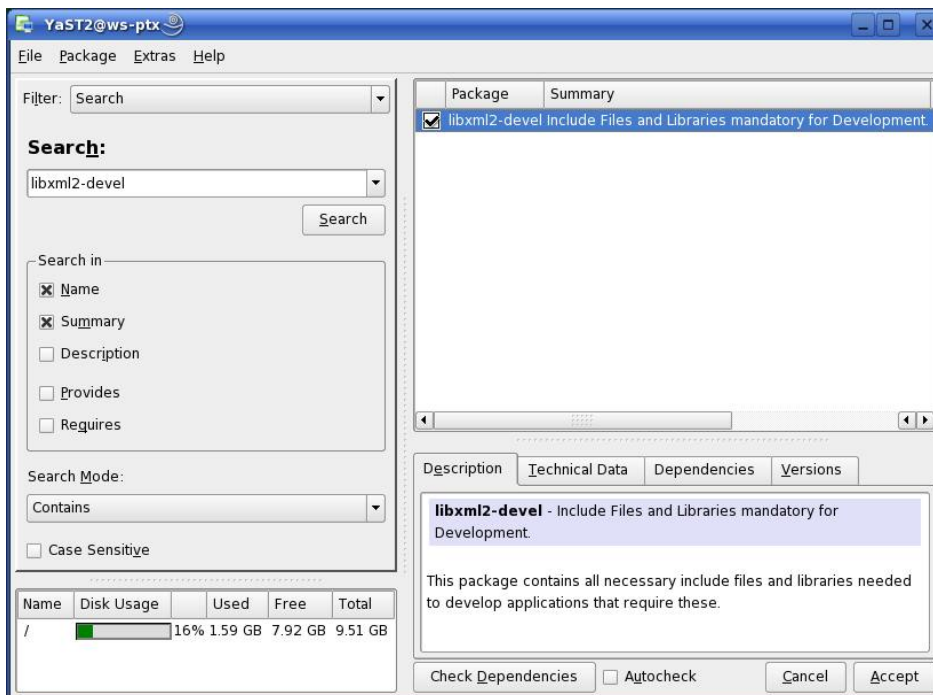 YaST2@ws-ptx
File Package Extras Help
Filter: Search
Search:
libxml2-devel
Search
Search in
Name
Summary
Description
Provides
Requires
Search Mode:
Contains
Case Sensitive
Name Disk Usage Used Free Total
/ 16% 1.59 GB 7.92 GB 9.51 GB
Package Summary
libxml2-devel Include Files and Libraries mandatory for Development.
Description Technical Data Dependencies Versions
libxml2-devel - Include Files and Libraries mandatory for
Development.
This package contains all necessary include files and libraries needed
to develop applications that require these.
Check Dependencies Autocheck Cancel Accept